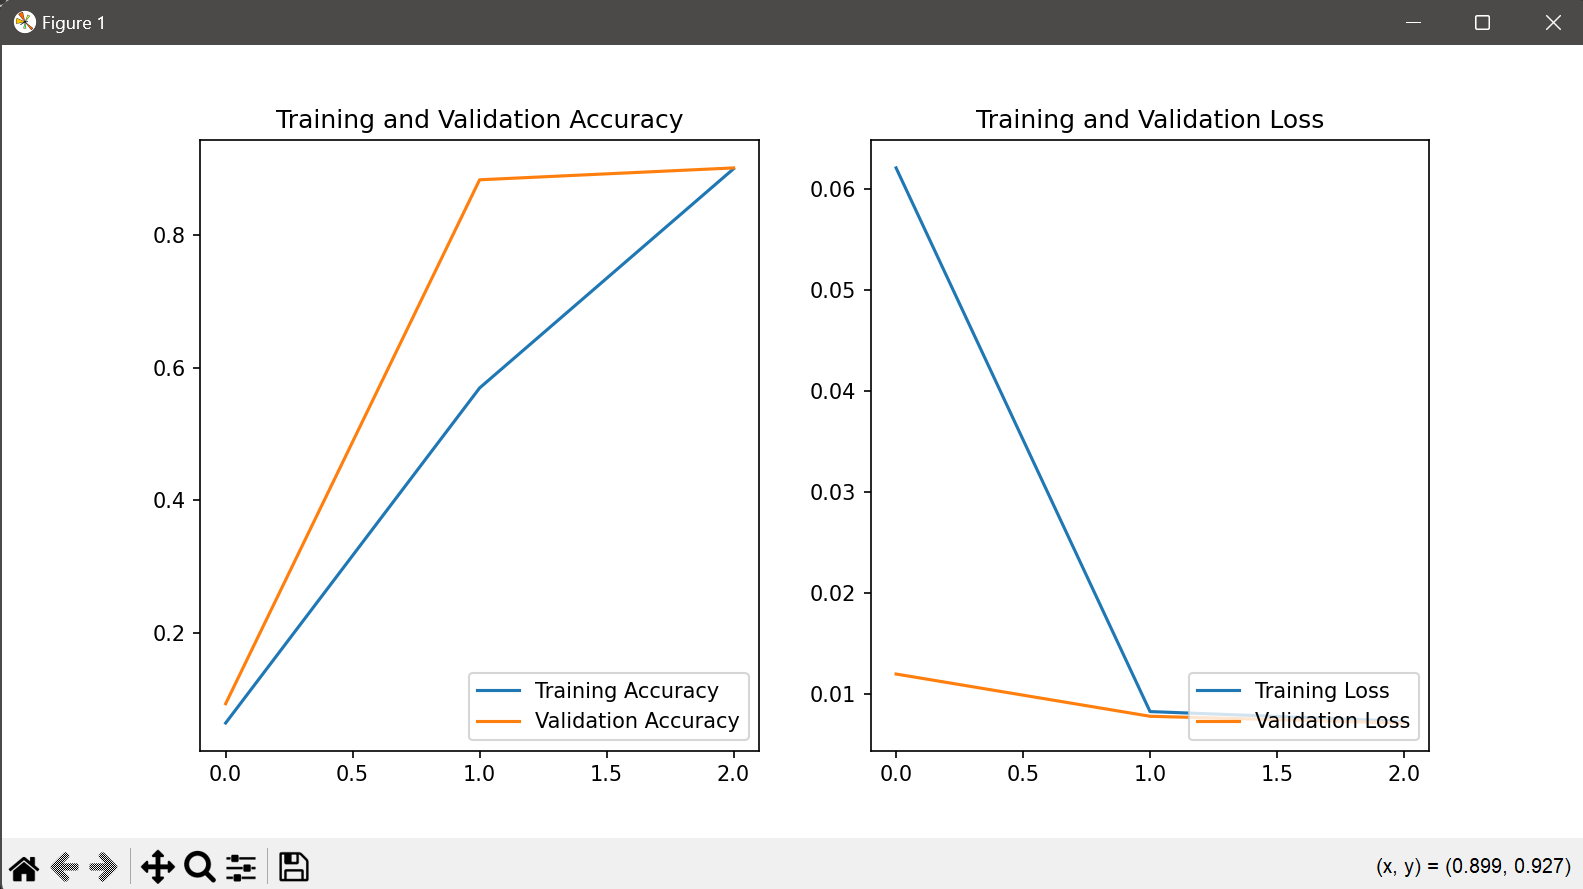 Figure 1
Training and Validation Accuracy
0.8
0.6
0.4
0.2
Training Accuracy
Validation Accuracy
0.0 0.5 1.0 1.5 2.0
Training and Validation Loss
0.06
0.05
0.04
0.03
0.02
0.01
Training Loss
Validation Loss
0.0 0.5 1.0 1.5 2.0
(x, y) = (0.899, 0.927)